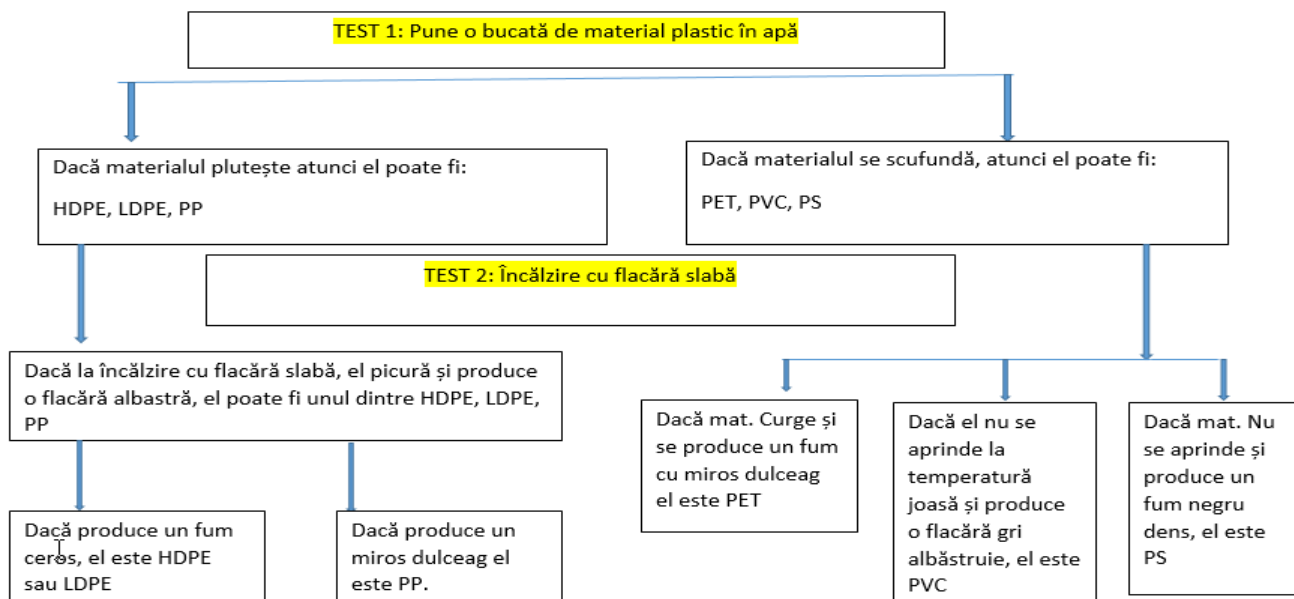 TEST 1: Pune o bucată de material plastic în apă
Dacă materialul plutește atunci el poate fi:
HDPE, LDPE, PP
Dacă materialul se scufundă, atunci el poate fi:
PET, PVC, PS
TEST 2: Încălzire cu flacără slabă
Dacă la încălzire cu flacără slabă, el picură și produce
o flacără albastră, el poate fi unul dintre HDPE, LDPE,
PP
Dacă produce un fum
ceros, el este HDPE
sau LDPE
Dacă produce un
miros dulceag el
este PP.
Dacă mat. Curge și
se produce un fum
cu miros dulceag
el este PET
Dacă el nu se
aprinde la
temperatură
joasă și produce
o flacără gri
albăstruie, el este
PVC
Dacă mat. Nu
se aprinde și
produce un
fum negru
dens, el este
PS